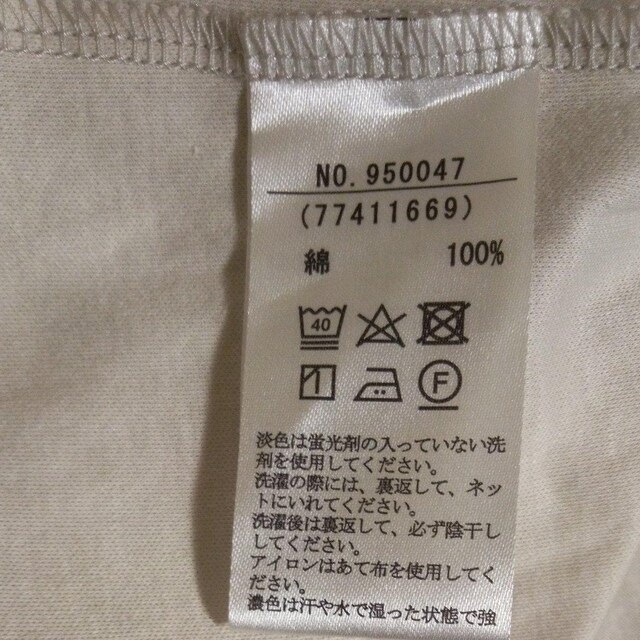 NO. 950047
(77411669)
綿 100%
40
F
淡色は蛍光剤の入っていない洗
剤を使用してください。
洗濯の際には、裏返して、ネッ
トにいれてください。
洗濯後は裏返して、必ず陰干し
してください。
アイロンはあて布を使用してく
ださい。
濃色は汗や水で湿った状態で強